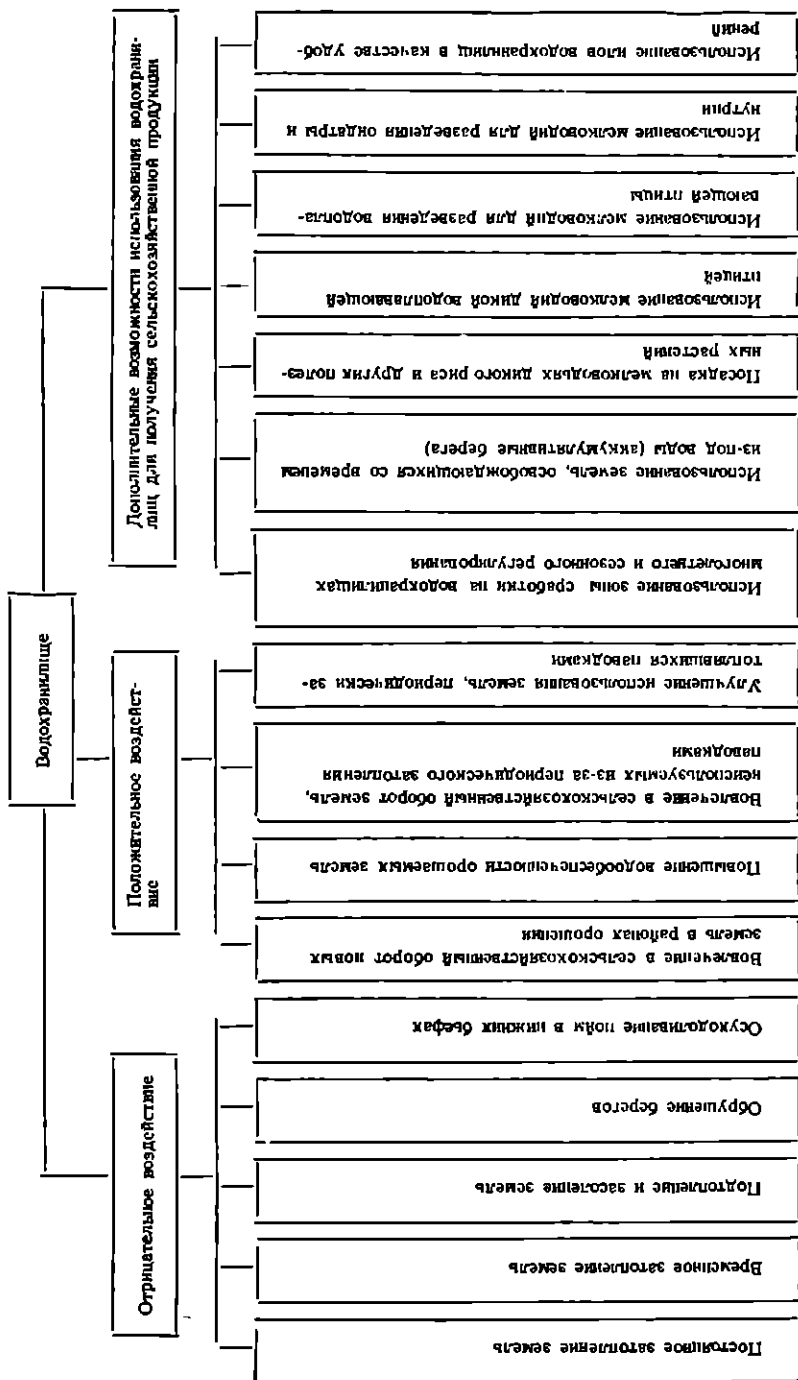 Водохранилище
Отрицательное воздействие
Положительное воздейст-
вие
Дополнительные возможности использования водохрани-
лищ для получения сельскохозяйственной продукции
Постоянное затопление земель
Временное затопление земель
Подтопление и засоление земель
Обрушение берегов
Осуходоливание пойм в нижних бьефах
Вовлечение в сельскохозяйственный оборот новых
земель в районах орошения
Повышение водообеспеченности орошаемых земель
Вовлечение в сельскохозяйственный оборот земель,
неиспользуемых из-за периодического затопления
паводками
Улучшение использования земель, периодически за-
топлявшихся паводками
Использование зоны сработки на водохранилищах
многолетнего и сезонного регулирования
Использование земель, освобождающихся со временем
из-под воды (аккумулятивные берега)
Посадка на мелководьях дикого риса и других полез-
ных растений
Использование мелководий дикой водоплавающей
птицей
Использование мелководий для разведения водопла-
вающей птицы
Использование мелководий для разведения ондатры и
нутрии
Использование илов водохранилищ в качестве удоб-
рений